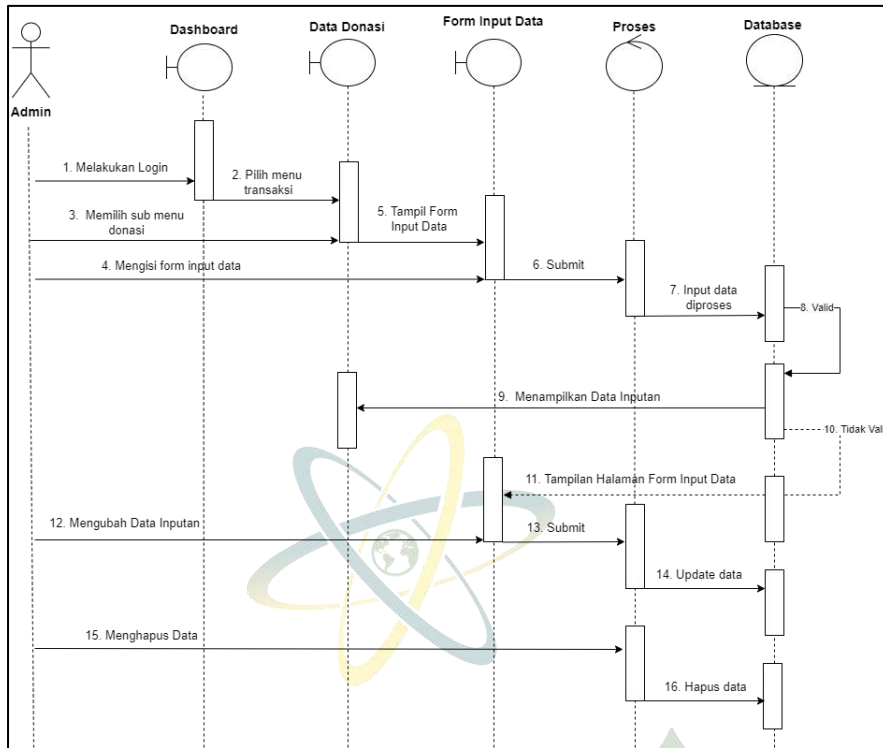 Dashboard
Data Donasi
Form Input Data
Proses
Database
Admin
1. Melakukan Login
2. Pilih menu
transaksi
3. Memilih sub menu
donasi
5. Tampil Form
Input Data
4. Mengisi form input data
6. Submit
7. Input data
diproses
8. Valid
9. Menampilkan Data Inputan
10. Tidak Val
11. Tampilan Halaman Form Input Data
12. Mengubah Data Inputan
13. Submit
14. Update data
15. Menghapus Data
16. Hapus data